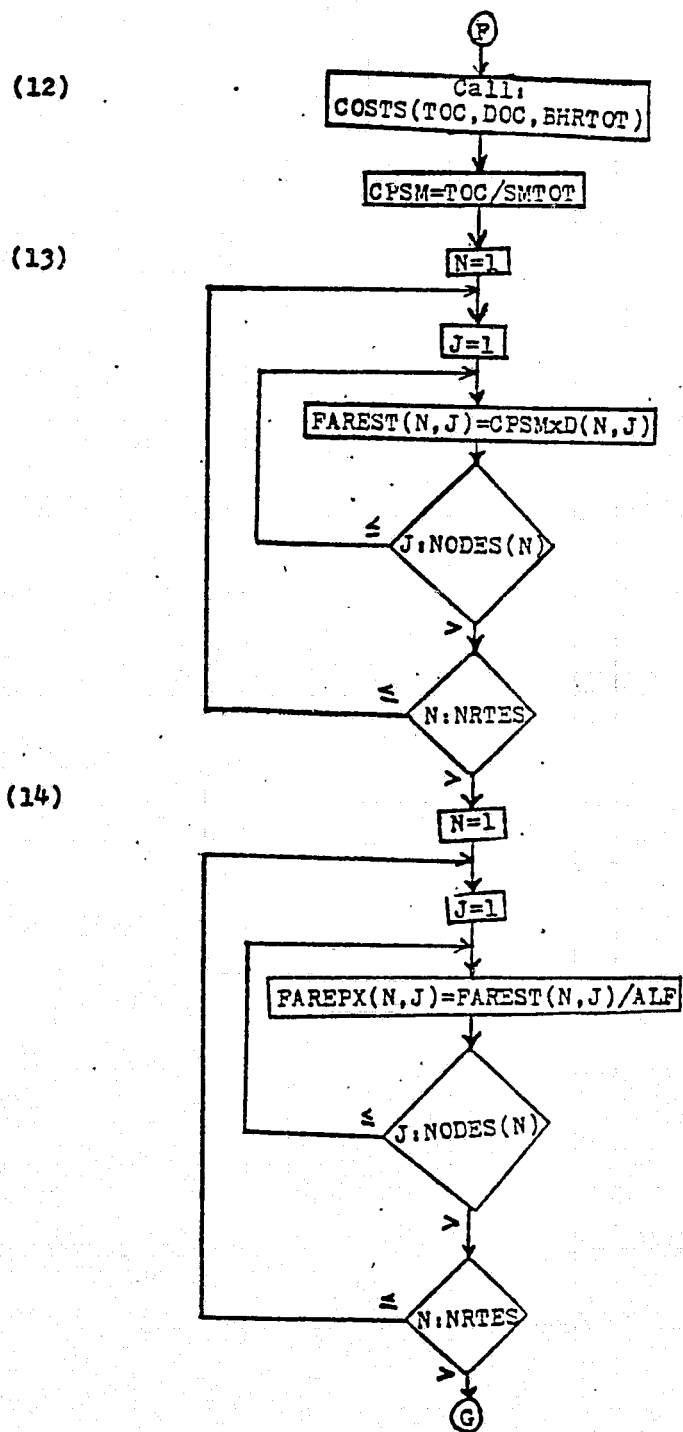 F
(12)
Call:
COSTS(TOC,DOC,BHRTOT)
CPSM=TOC/SMTOT
(13)
N=1
J=1
FAREST(N,J)=CPSMxD(N,J)
≤
J:NODES(N)
>
≤
N:NRTES
>
(14)
N=1
J=1
FAREPX(N,J)=FAREST(N,J)/ALF
≤
J:NODES(N)
>
≤
N:NRTES
>
G